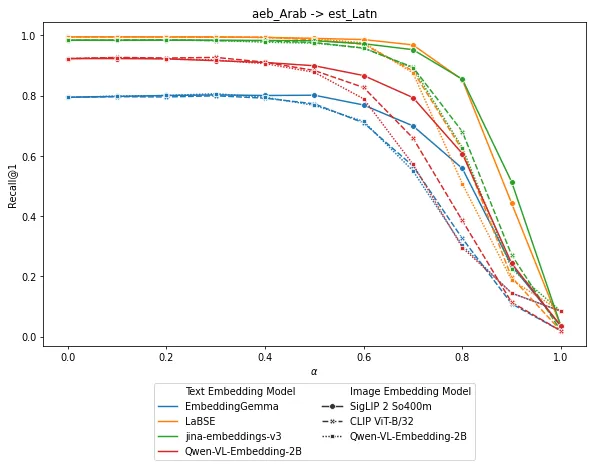 aeb_Arab -> est_Latn
1.0
0.8
0.6
0.4
0.2
0.0
Recall@1
0.0 0.2 0.4 0.6 0.8 1.0
α
Text Embedding Model
EmbeddingGemma
LaBSE
jina-embeddings-v3
Qwen-VL-Embedding-2B
Image Embedding Model
SigLIP 2 So400m
CLIP ViT-B/32
Qwen-VL-Embedding-2B